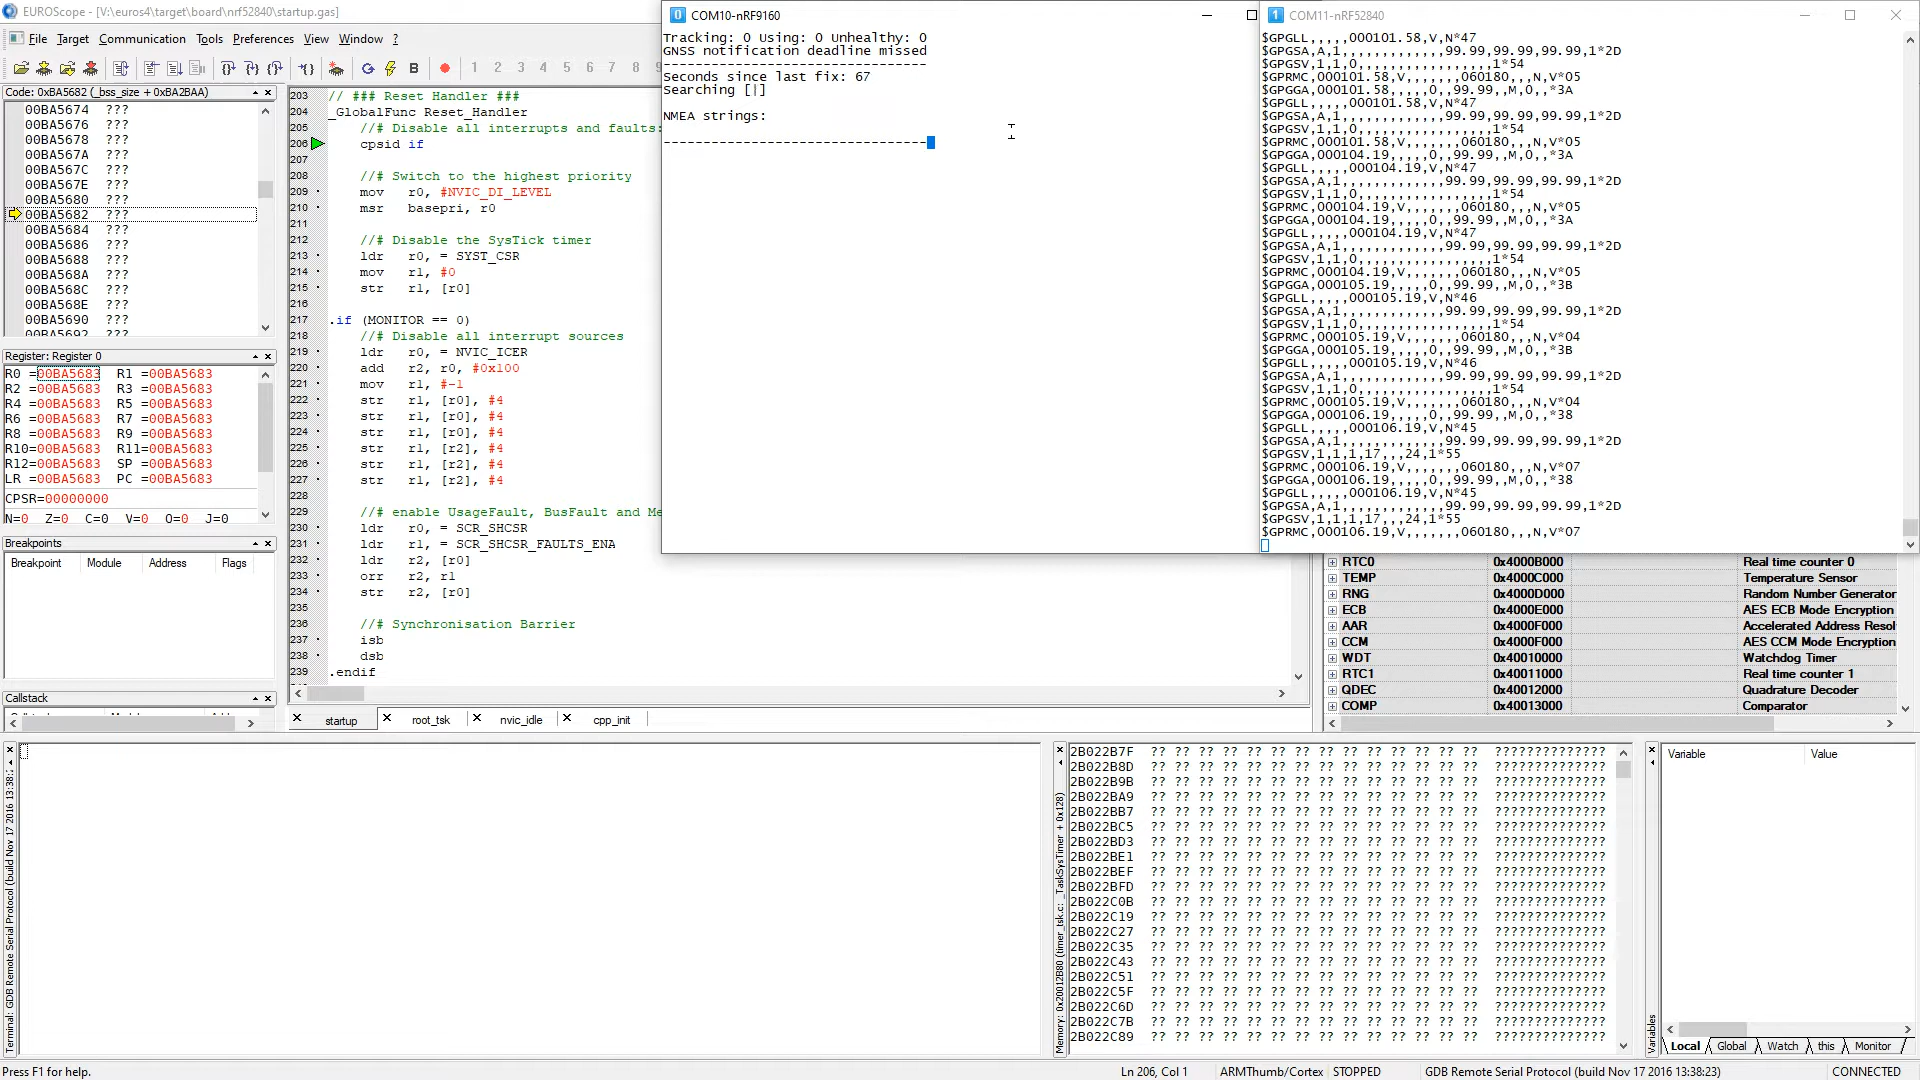 EUROScope - [V:\euros4\target\board\nrf52840\startup.gas]
File Target Communication Tools Preferences View Window ?
B 1 2 3 4 5 6 7 8 9
Code: 0xBA5682 (_bss_size + 0xBA2BAA)
00BA5674 ???
00BA5676 ???
00BA5678 ???
00BA567A ???
00BA567C ???
00BA567E ???
00BA5680 ???
00BA5682 ???
00BA5684 ???
00BA5686 ???
00BA5688 ???
00BA568A ???
00BA568C ???
00BA568E ???
00BA5690 ???
00BA5692 ???
Register: Register 0
R0 =00BA5683 R1 =00BA5683
R2 =00BA5683 R3 =00BA5683
R4 =00BA5683 R5 =00BA5683
R6 =00BA5683 R7 =00BA5683
R8 =00BA5683 R9 =00BA5683
R10=00BA5683 R11=00BA5683
R12=00BA5683 SP =00BA5683
LR =00BA5683 PC =00BA5683
CPSR=00000000
N=0 Z=0 C=0 V=0 Q=0 J=0
Breakpoints
Breakpoint Module Address Flags
Callstack
203 // ### Reset Handler ###
204 _GlobalFunc Reset_Handler
205 //# Disable all interrupts and faults:
206 cpsid if
207
208 //# Switch to the highest priority
209 mov r0, #NVIC_DI_LEVEL
210 msr basepri, r0
211
212 //# Disable the SysTick timer
213 ldr r0, = SYST_CSR
214 mov r1, #0
215 str r1, [r0]
216
217 .if (MONITOR == 0)
218 //# Disable all interrupt sources
219 ldr r0, = NVIC_ICER
220 add r2, r0, #0x100
221 mov r1, #-1
222 str r1, [r0], #4
223 str r1, [r0], #4
224 str r1, [r0], #4
225 str r1, [r2], #4
226 str r1, [r2], #4
227 str r1, [r2], #4
228
229 //# enable UsageFault, BusFault and Me
230 ldr r0, = SCR_SHCSR
231 ldr r1, = SCR_SHCSR_FAULTS_ENA
232 ldr r2, [r0]
233 orr r2, r1
234 str r2, [r0]
235
236 //# Synchronisation Barrier
237 isb
238 dsb
239 .endif
startup root_tsk nvic_idle cpp_init
COM10-nRF9160
Tracking: 0 Using: 0 Unhealthy: 0
GNSS notification deadline missed
---------------------------------
Seconds since last fix: 67
Searching [|]
NMEA strings:
---------------------------------
COM11-nRF52840
$GPGLL,,,,,000101.58,V,N*47
$GPGSA,A,1,,,,,,,,,,,,,99.99,99.99,99.99,1*2D
$GPGSV,1,1,0,,,,,,,,,,,,,,,,,1*54
$GPRMC,000101.58,V,,,,,,,060180,,,N,V*05
$GPGGA,000101.58,,,,,0,,99.99,,M,0,,*3A
$GPGLL,,,,,000101.58,V,N*47
$GPGSA,A,1,,,,,,,,,,,,,99.99,99.99,99.99,1*2D
$GPGSV,1,1,0,,,,,,,,,,,,,,,,,1*54
$GPRMC,000101.58,V,,,,,,,060180,,,N,V*05
$GPGGA,000104.19,,,,,0,,99.99,,M,0,,*3A
$GPGLL,,,,,000104.19,V,N*47
$GPGSA,A,1,,,,,,,,,,,,,99.99,99.99,99.99,1*2D
$GPGSV,1,1,0,,,,,,,,,,,,,,,,,1*54
$GPRMC,000104.19,V,,,,,,,060180,,,N,V*05
$GPGGA,000104.19,,,,,0,,99.99,,M,0,,*3A
$GPGLL,,,,,000104.19,V,N*47
$GPGSA,A,1,,,,,,,,,,,,,99.99,99.99,99.99,1*2D
$GPGSV,1,1,0,,,,,,,,,,,,,,,,,1*54
$GPRMC,000104.19,V,,,,,,,060180,,,N,V*05
$GPGGA,000105.19,,,,,0,,99.99,,M,0,,*3B
$GPGLL,,,,,000105.19,V,N*46
$GPGSA,A,1,,,,,,,,,,,,,99.99,99.99,99.99,1*2D
$GPGSV,1,1,0,,,,,,,,,,,,,,,,,1*54
$GPRMC,000105.19,V,,,,,,,060180,,,N,V*04
$GPGGA,000105.19,,,,,0,,99.99,,M,0,,*3B
$GPGLL,,,,,000105.19,V,N*46
$GPGSA,A,1,,,,,,,,,,,,,99.99,99.99,99.99,1*2D
$GPGSV,1,1,0,,,,,,,,,,,,,,,,,1*54
$GPRMC,000105.19,V,,,,,,,060180,,,N,V*04
$GPGGA,000106.19,,,,,0,,99.99,,M,0,,*38
$GPGLL,,,,,000106.19,V,N*45
$GPGSA,A,1,,,,,,,,,,,,,99.99,99.99,99.99,1*2D
$GPGSV,1,1,1,17,,,24,1*55
$GPRMC,000106.19,V,,,,,,,060180,,,N,V*07
$GPGGA,000106.19,,,,,0,,99.99,,M,0,,*38
$GPGLL,,,,,000106.19,V,N*45
$GPGSA,A,1,,,,,,,,,,,,,99.99,99.99,99.99,1*2D
$GPGSV,1,1,1,17,,,24,1*55
$GPRMC,000106.19,V,,,,,,,060180,,,N,V*07
RTC0 0x4000B000 Real time counter 0
TEMP 0x4000C000 Temperature Sensor
RNG 0x4000D000 Random Number Generator
ECB 0x4000E000 AES ECB Mode Encryption
AAR 0x4000F000 Accelerated Address Resol
CCM 0x4000F000 AES CCM Mode Encryption
WDT 0x40010000 Watchdog Timer
RTC1 0x40011000 Real time counter 1
QDEC 0x40012000 Quadrature Decoder
COMP 0x40013000 Comparator
Terminal: GDB Remote Serial Protocol (build Nov 17 2016 13:38:
Memory: 0x20012B80 (timer_tsk.c: _TaskSysTimer + 0x128)
2B022B7F ?? ?? ?? ?? ?? ?? ?? ?? ?? ?? ?? ?? ?? ?? ??????????????
2B022B8D ?? ?? ?? ?? ?? ?? ?? ?? ?? ?? ?? ?? ?? ?? ??????????????
2B022B9B ?? ?? ?? ?? ?? ?? ?? ?? ?? ?? ?? ?? ?? ?? ??????????????
2B022BA9 ?? ?? ?? ?? ?? ?? ?? ?? ?? ?? ?? ?? ?? ?? ??????????????
2B022BB7 ?? ?? ?? ?? ?? ?? ?? ?? ?? ?? ?? ?? ?? ?? ??????????????
2B022BC5 ?? ?? ?? ?? ?? ?? ?? ?? ?? ?? ?? ?? ?? ?? ??????????????
2B022BD3 ?? ?? ?? ?? ?? ?? ?? ?? ?? ?? ?? ?? ?? ?? ??????????????
2B022BE1 ?? ?? ?? ?? ?? ?? ?? ?? ?? ?? ?? ?? ?? ?? ??????????????
2B022BEF ?? ?? ?? ?? ?? ?? ?? ?? ?? ?? ?? ?? ?? ?? ??????????????
2B022BFD ?? ?? ?? ?? ?? ?? ?? ?? ?? ?? ?? ?? ?? ?? ??????????????
2B022C0B ?? ?? ?? ?? ?? ?? ?? ?? ?? ?? ?? ?? ?? ?? ??????????????
2B022C19 ?? ?? ?? ?? ?? ?? ?? ?? ?? ?? ?? ?? ?? ?? ??????????????
2B022C27 ?? ?? ?? ?? ?? ?? ?? ?? ?? ?? ?? ?? ?? ?? ??????????????
2B022C35 ?? ?? ?? ?? ?? ?? ?? ?? ?? ?? ?? ?? ?? ?? ??????????????
2B022C43 ?? ?? ?? ?? ?? ?? ?? ?? ?? ?? ?? ?? ?? ?? ??????????????
2B022C51 ?? ?? ?? ?? ?? ?? ?? ?? ?? ?? ?? ?? ?? ?? ??????????????
2B022C5F ?? ?? ?? ?? ?? ?? ?? ?? ?? ?? ?? ?? ?? ?? ??????????????
2B022C6D ?? ?? ?? ?? ?? ?? ?? ?? ?? ?? ?? ?? ?? ?? ??????????????
2B022C7B ?? ?? ?? ?? ?? ?? ?? ?? ?? ?? ?? ?? ?? ?? ??????????????
2B022C89 ?? ?? ?? ?? ?? ?? ?? ?? ?? ?? ?? ?? ?? ?? ??????????????
Variables
Variable Value
Local Global Watch this Monitor
Press F1 for help.
Ln 206, Col 1 ARMThumb/Cortex STOPPED GDB Remote Serial Protocol (build Nov 17 2016 13:38:23) CONNECTED